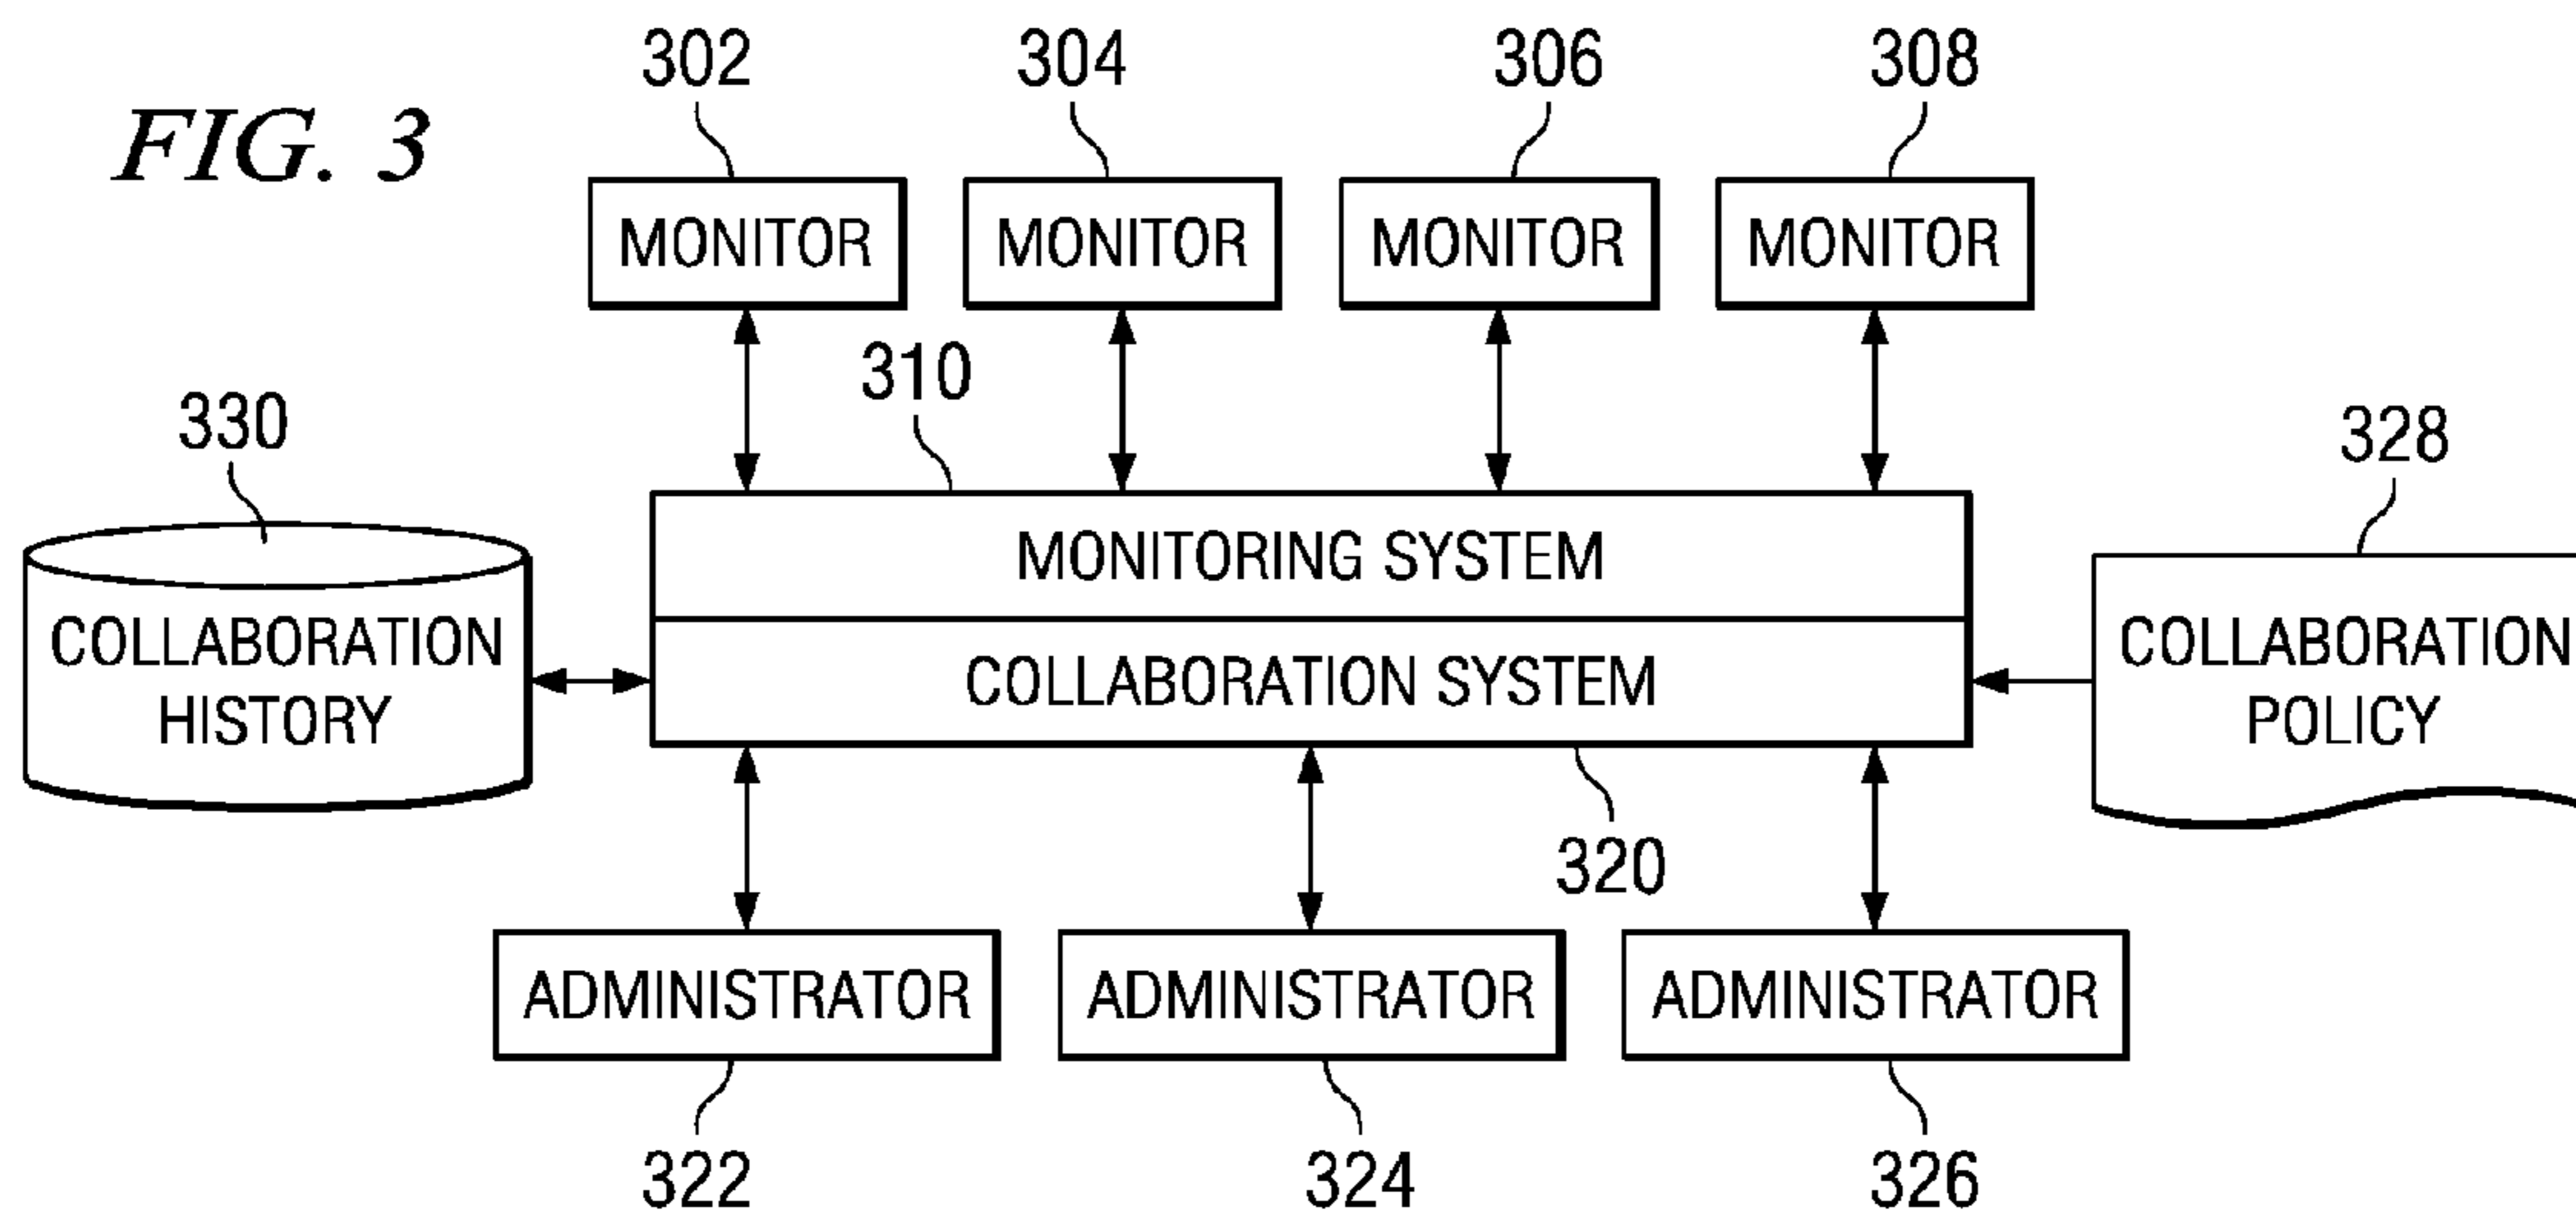 FIG. 3
302
304
306
308
MONITOR
MONITOR
MONITOR
MONITOR
310
330
328
MONITORING SYSTEM
COLLABORATION SYSTEM
COLLABORATION
HISTORY
COLLABORATION
POLICY
320
ADMINISTRATOR
ADMINISTRATOR
ADMINISTRATOR
322
324
326